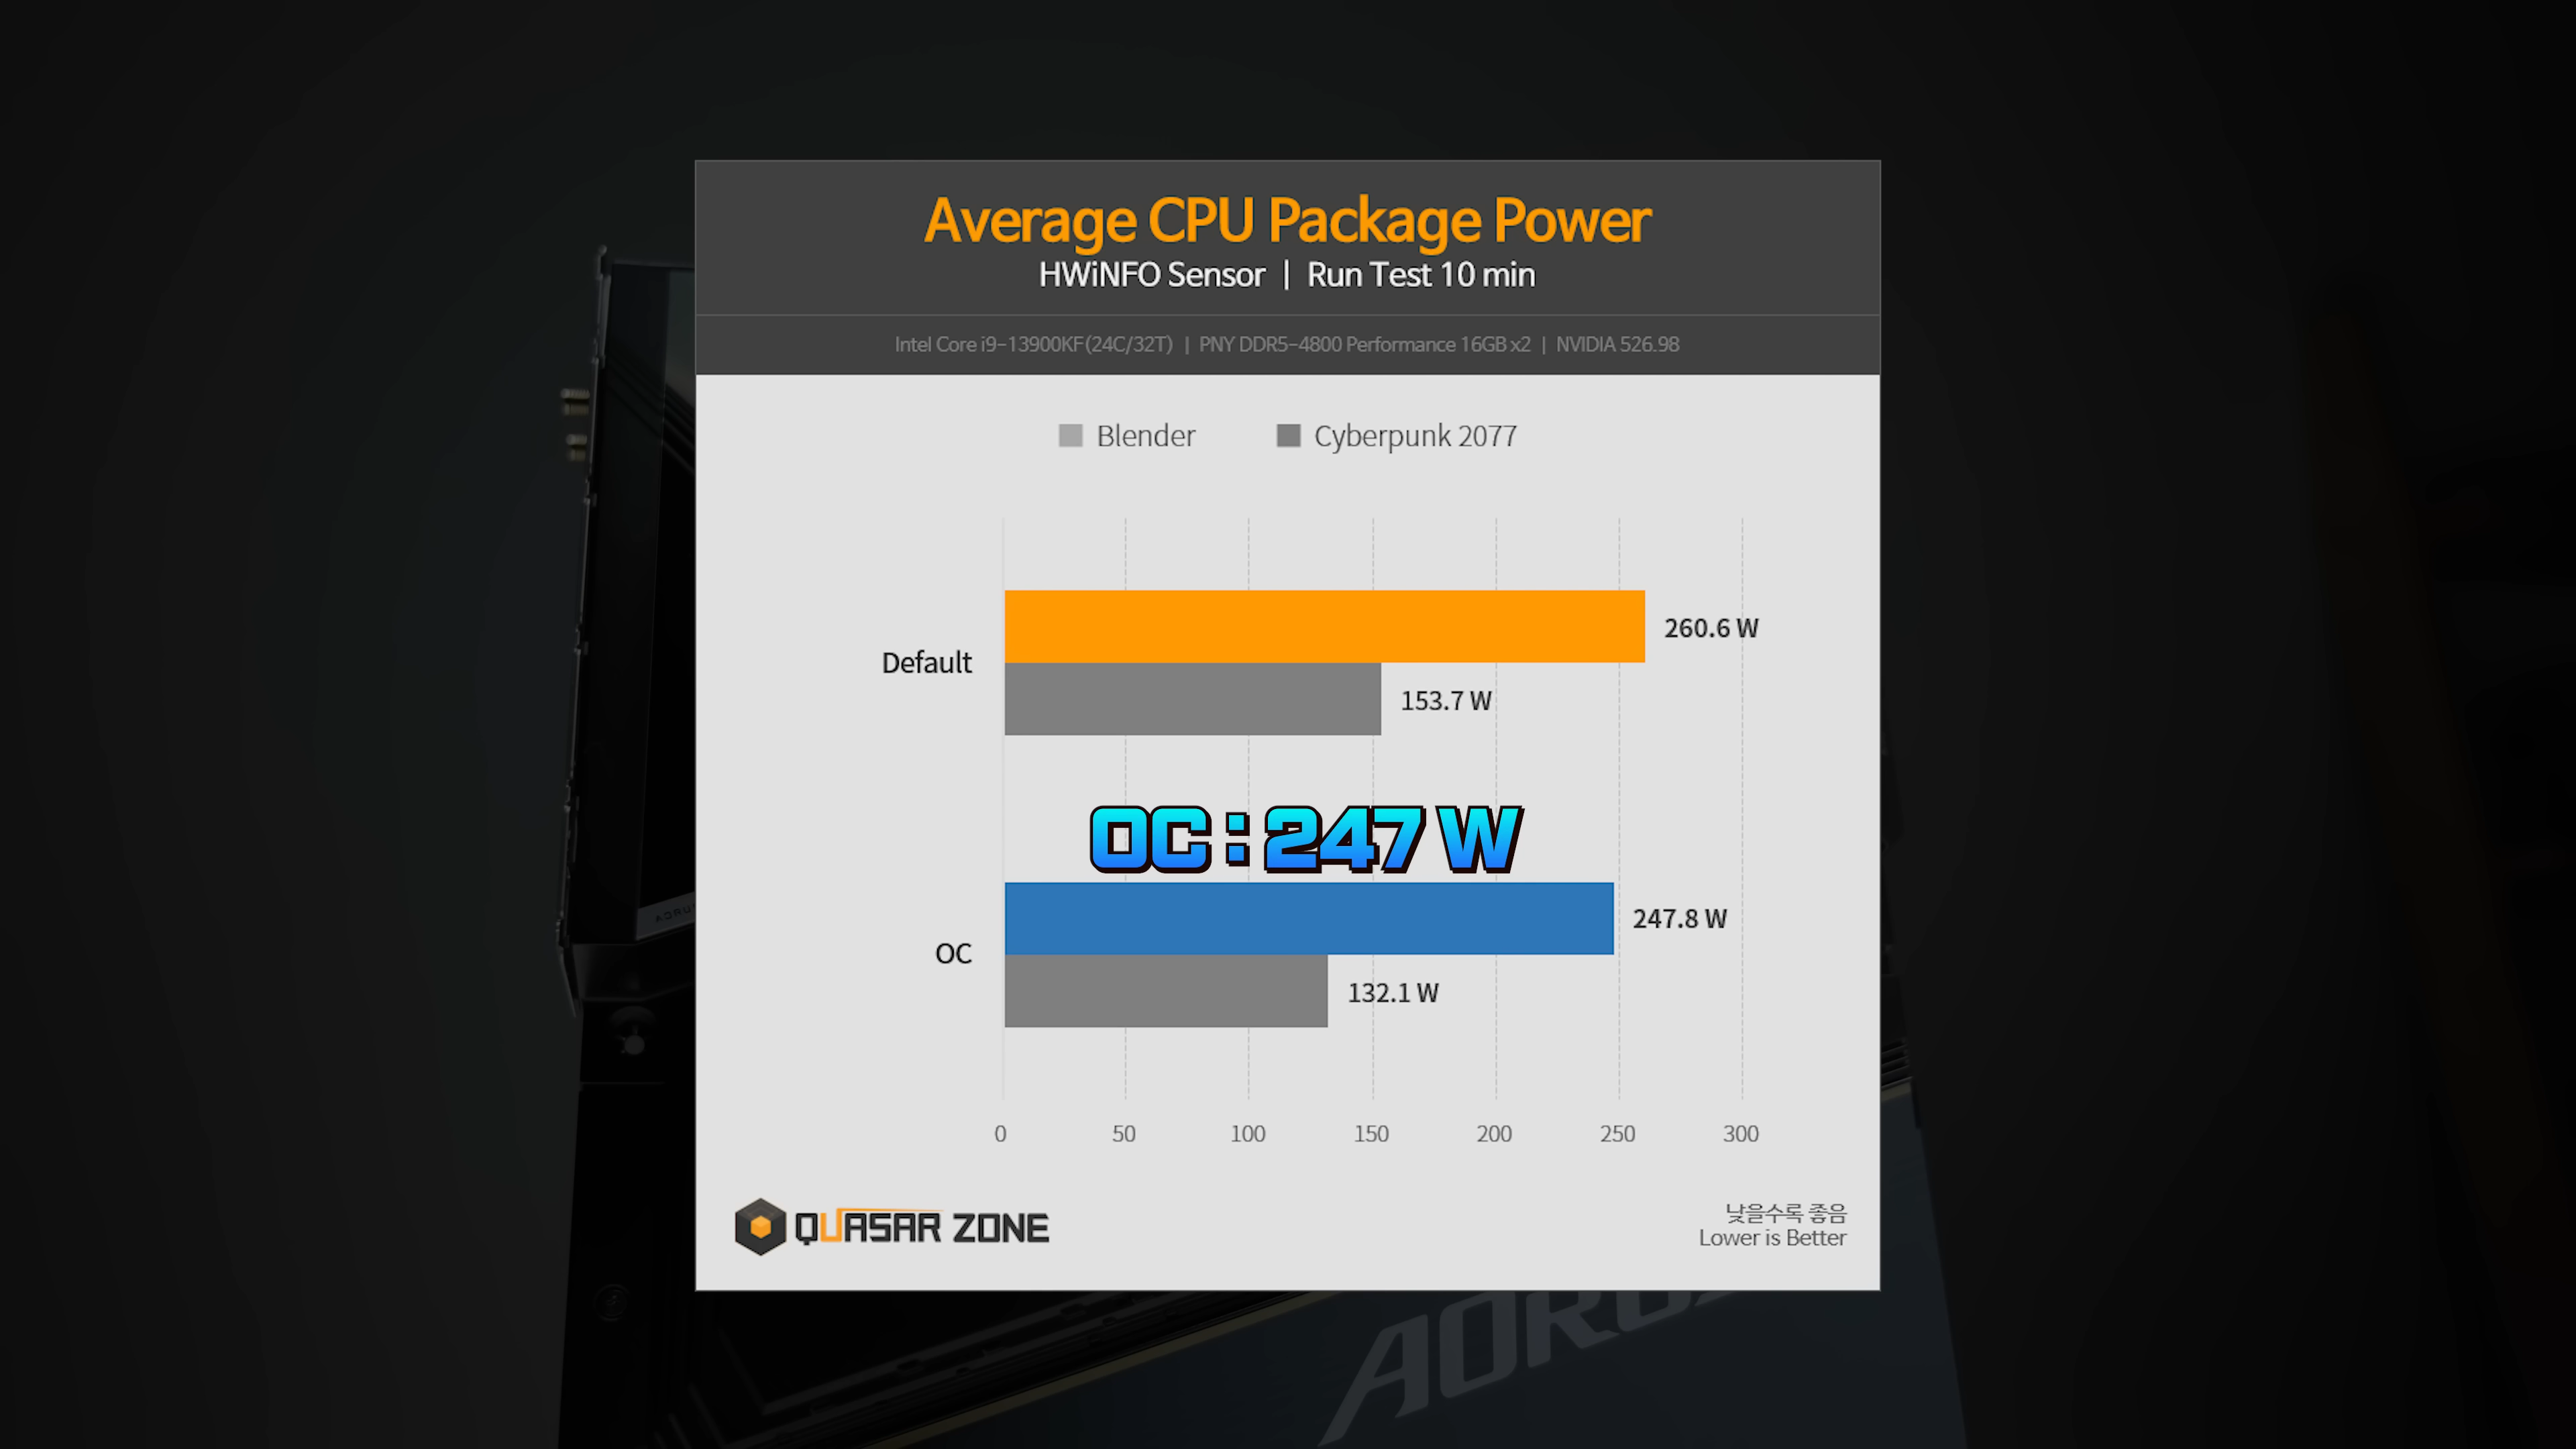 Average CPU Package Power
HWiNFO Sensor | Run Test 10 min
Intel Core i9-13900KF(24C/32T) | PNY DDR5-4800 Performance 16GB x2 | NVIDIA 526.98
Blender
Cyberpunk 2077
260.6 W
Default
153.7 W
OC : 247 W
247.8 W
OC
132.1 W
0 50 100 150 200 250 300
QUASAR ZONE
낮을수록 좋음
Lower is Better
AORUS